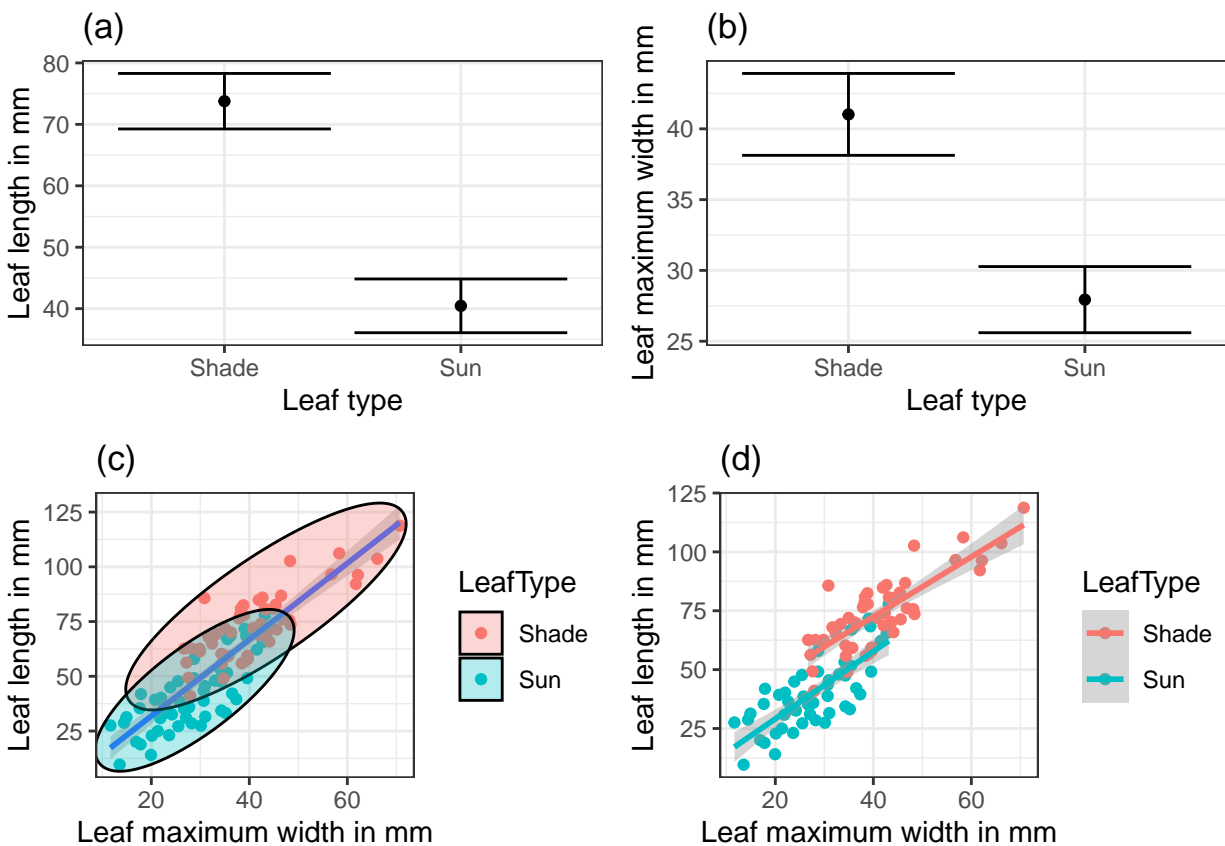 (a)
Leaf length in mm
80
70
60
50
40
Shade
Sun
Leaf type
(b)
Leaf maximum width in mm
40
35
30
25
Shade
Sun
Leaf type
(c)
Leaf length in mm
125
100
75
50
25
20
40
60
Leaf maximum width in mm
LeafType
Shade
Sun
(d)
Leaf length in mm
125
100
75
50
25
20
40
60
Leaf maximum width in mm
LeafType
Shade
Sun